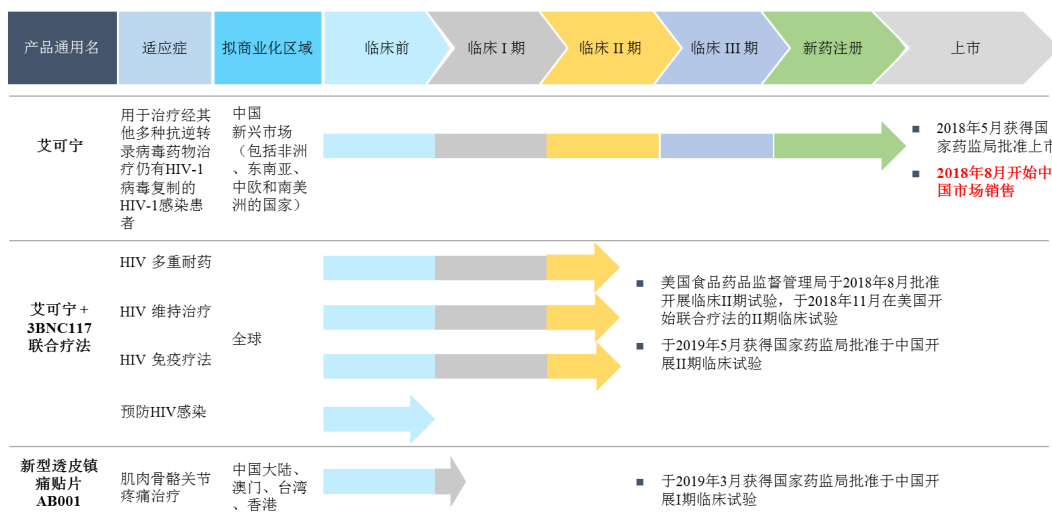 产品通用名
适应症
拟商业化区域
临床前
临床 I 期
临床 II 期
临床 III 期
新药注册
上市
艾可宁
用于治疗经其
他多种抗逆转
录病毒药物治
疗仍有HIV-1
病毒复制的
HIV-1感染患
者
中国
新兴市场
（包括非洲
、东南亚、
中欧和南美
洲的国家）
2018年5月获得国
家药监局批准上市
2018年8月开始中
国市场销售
艾可宁 +
3BNC117
联合疗法
HIV 多重耐药
HIV 维持治疗
HIV 免疫疗法
预防HIV感染
全球
美国食品药品监督管理局于2018年8月批准
开展临床II期试验，于2018年11月在美国开
始联合疗法的II期临床试验
于2019年5月获得国家药监局批准于中国开
展II期临床试验
新型透皮镇
痛贴片
AB001
肌肉骨骼关节
疼痛治疗
中国大陆、
澳门、台湾
、香港
于2019年3月获得国家药监局批准于中国开
展I期临床试验